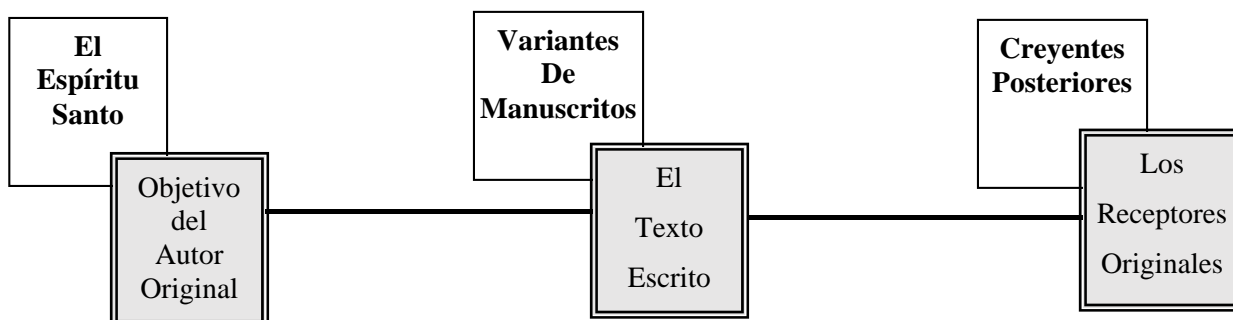 El
Espíritu
Santo
Objetivo
del
Autor
Original
Variantes
De
Manuscritos
El
Texto
Escrito
Creyentes
Posteriores
Los
Receptores
Originales